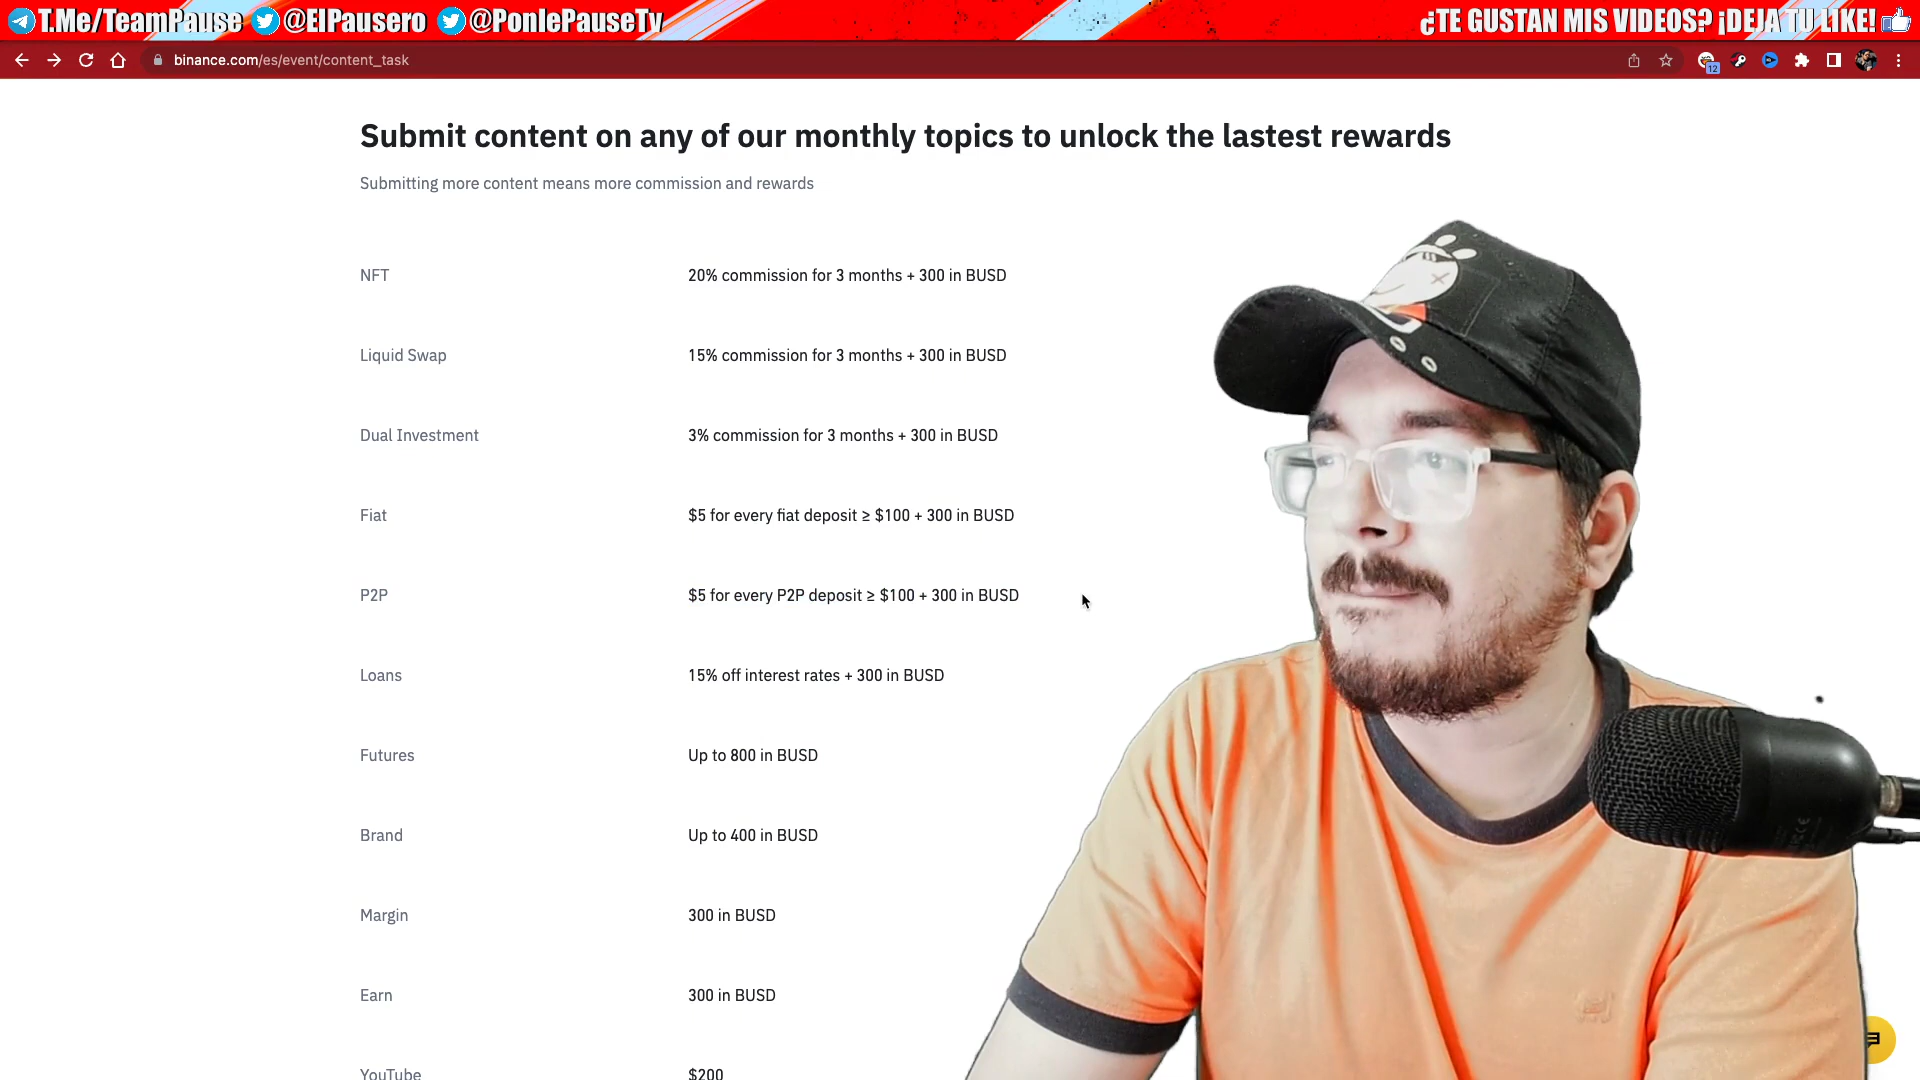 T.Me/TeamPause @ElPausero @PonlePauseTv
¿TE GUSTAN MIS VIDEOS? ¡DEJA TU LIKE!
binance.com/es/event/content_task
12
Submit content on any of our monthly topics to unlock the lastest rewards
Submitting more content means more commission and rewards
NFT 20% commission for 3 months + 300 in BUSD
Liquid Swap 15% commission for 3 months + 300 in BUSD
Dual Investment 3% commission for 3 months + 300 in BUSD
Fiat $5 for every fiat deposit ≥ $100 + 300 in BUSD
P2P $5 for every P2P deposit ≥ $100 + 300 in BUSD
Loans 15% off interest rates + 300 in BUSD
Futures Up to 800 in BUSD
Brand Up to 400 in BUSD
Margin 300 in BUSD
Earn 300 in BUSD
YouTube $200